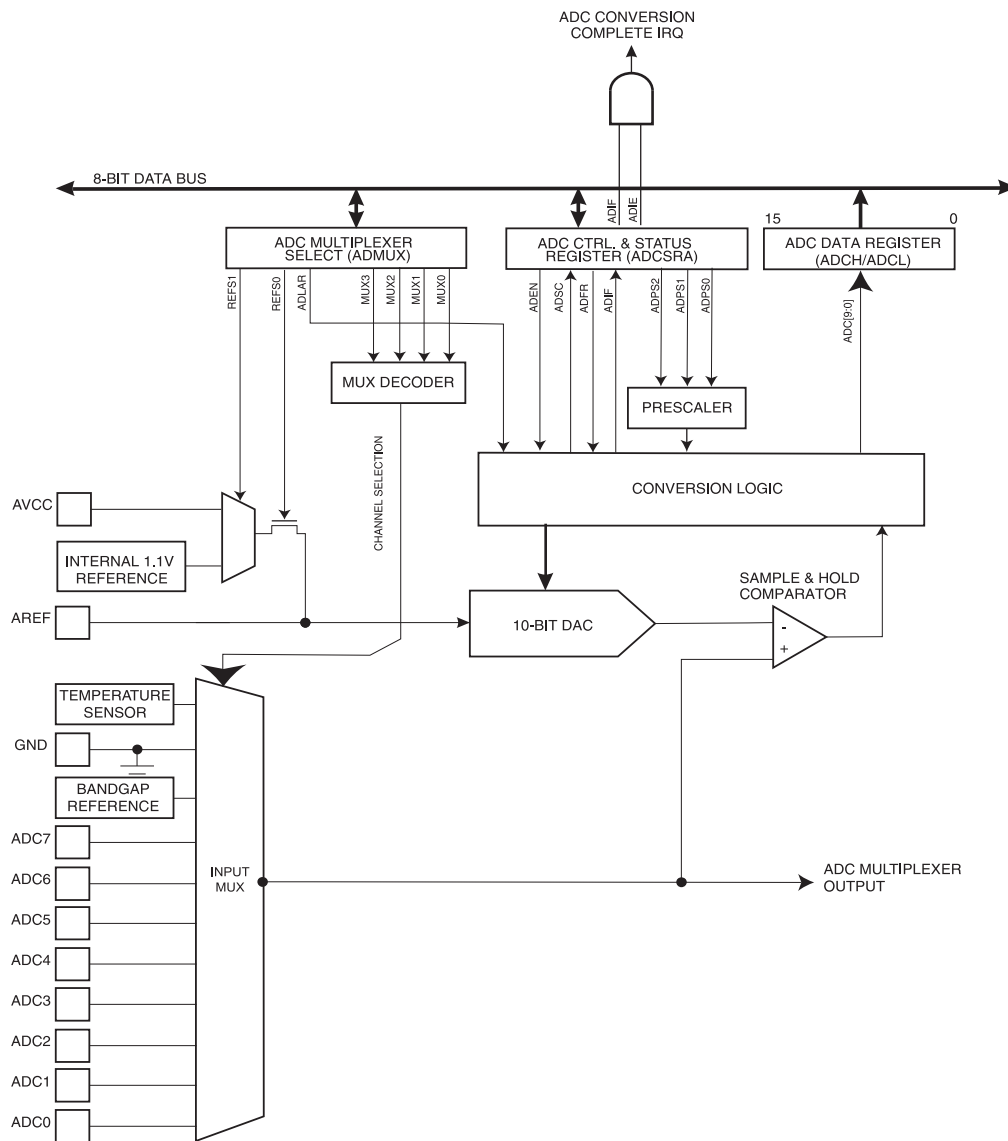 ADC CONVERSION
COMPLETE IRQ
8-BIT DATA BUS
ADIF
ADIE
15
0
ADC MULTIPLEXER
SELECT (ADMUX)
ADC CTRL. & STATUS
REGISTER (ADCSRA)
ADC DATA REGISTER
(ADCH/ADCL)
REFS1
REFS0
ADLAR
MUX3
MUX2
MUX1
MUX0
ADEN
ADSC
ADFR
ADIF
ADPS2
ADPS1
ADPS0
ADC[9:0]
MUX DECODER
PRESCALER
CHANNEL SELECTION
CONVERSION LOGIC
AVCC
INTERNAL 1.1V
REFERENCE
AREF
10-BIT DAC
SAMPLE & HOLD
COMPARATOR
-
+
TEMPERATURE
SENSOR
GND
BANDGAP
REFERENCE
ADC7
ADC6
ADC5
ADC4
ADC3
ADC2
ADC1
ADC0
INPUT
MUX
ADC MULTIPLEXER
OUTPUT